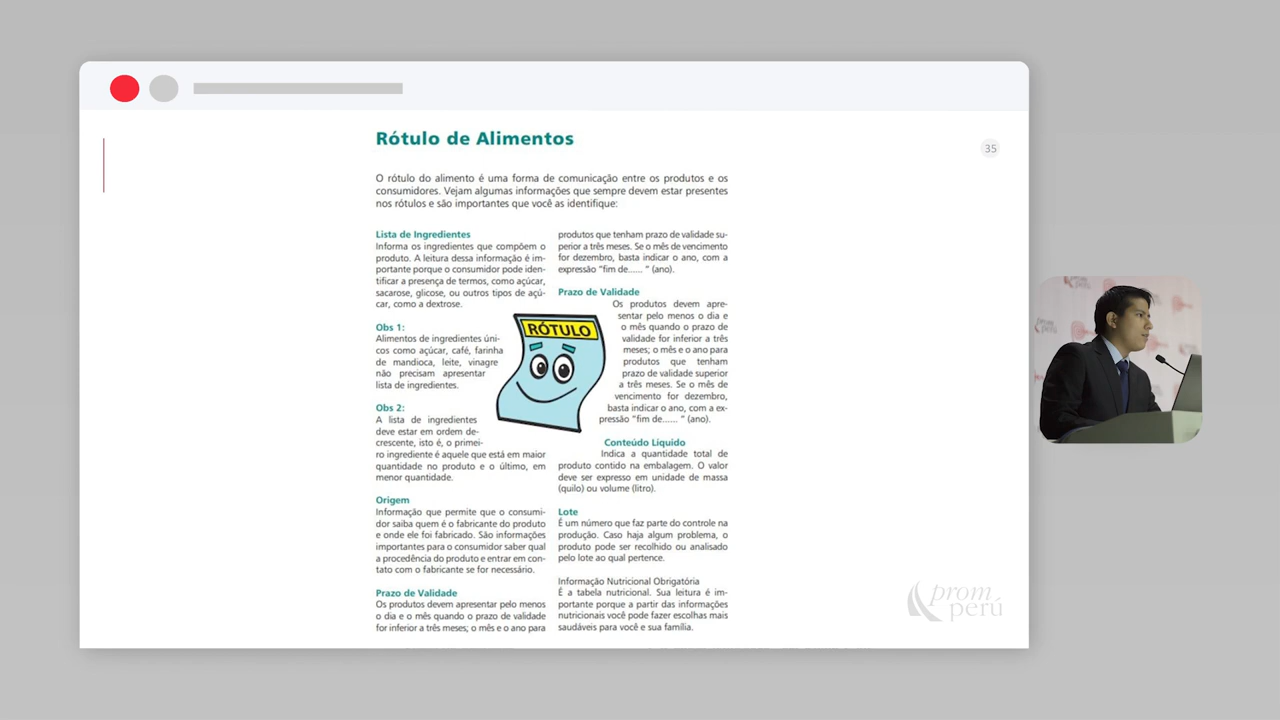 Rótulo de Alimentos
35
O rótulo do alimento é uma forma de comunicação entre os produtos e os
consumidores. Vejam algumas informações que sempre devem estar presentes
nos rótulos e são importantes que você as identifique:
Lista de Ingredientes
Informa os ingredientes que compõem o
produto. A leitura dessa informação é im-
portante porque o consumidor pode iden-
tificar a presença de termos, como açúcar,
sacarose, glicose, ou outros tipos de açú-
car, como a dextrose.
Obs 1:
Alimentos de ingredientes úni-
cos como açúcar, café, farinha
de mandioca, leite, vinagre
não precisam apresentar
lista de ingredientes.
Obs 2:
A lista de ingredientes
deve estar em ordem de-
crescente, isto é, o primei-
ro ingrediente é aquele que está em maior
quantidade no produto e o último, em
menor quantidade.
Origem
Informação que permite que o consumi-
dor saiba quem é o fabricante do produto
e onde ele foi fabricado. São informações
importantes para o consumidor saber qual
a procedência do produto e entrar em con-
tato com o fabricante se for necessário.
Prazo de Validade
Os produtos devem apresentar pelo menos
o dia e o mês quando o prazo de validade
for inferior a três meses; o mês e o ano para
produtos que tenham prazo de validade su-
perior a três meses. Se o mês de vencimento
for dezembro, basta indicar o ano, com a
expressão “fim de...... ” (ano).
Prazo de Validade
Os produtos devem apre-
sentar pelo menos o dia e
o mês quando o prazo de
validade for inferior a três
meses; o mês e o ano para
produtos que tenham
prazo de validade superior
a três meses. Se o mês de
vencimento for dezembro,
basta indicar o ano, com a ex-
pressão “fim de...... ” (ano).
RÓTULO
Conteúdo Líquido
Indica a quantidade total de
produto contido na embalagem. O valor
deve ser expresso em unidade de massa
(quilo) ou volume (litro).
Lote
É um número que faz parte do controle na
produção. Caso haja algum problema, o
produto pode ser recolhido ou analisado
pelo lote ao qual pertence.
Informação Nutricional Obrigatória
É a tabela nutricional. Sua leitura é im-
portante porque a partir das informações
nutricionais você pode fazer escolhas mais
saudáveis para você e sua família.
prom
perú